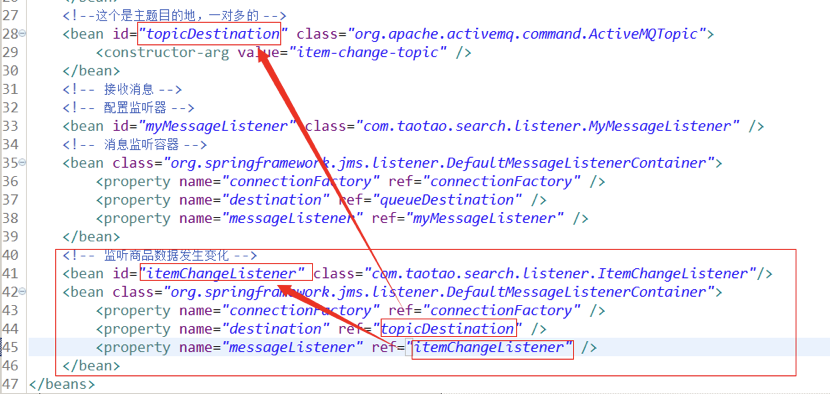 27
28 <!--这个是主题目的地，一对多的 -->
<bean id="topicDestination" class="org.apache.activemq.command.ActiveMQTopic">
29 <constructor-arg value="item-change-topic" />
30 </bean>
31 <!-- 接收消息 -->
32 <!-- 配置监听器 -->
33 <bean id="myMessageListener" class="com.taotao.search.listener.MyMessageListener" />
34 <!-- 消息监听容器 -->
35 <bean class="org.springframework.jms.listener.DefaultMessageListenerContainer">
36 <property name="connectionFactory" ref="connectionFactory" />
37 <property name="destination" ref="queueDestination" />
38 <property name="messageListener" ref="myMessageListener" />
39 </bean>
40 <!-- 监听商品数据发生变化 -->
41 <bean id="itemChangeListener" class="com.taotao.search.listener.ItemChangeListener"/>
42 <bean class="org.springframework.jms.listener.DefaultMessageListenerContainer">
43 <property name="connectionFactory" ref="connectionFactory" />
44 <property name="destination" ref="topicDestination" />
45 <property name="messageListener" ref="itemChangeListener" />
46 </bean>
47 </beans>